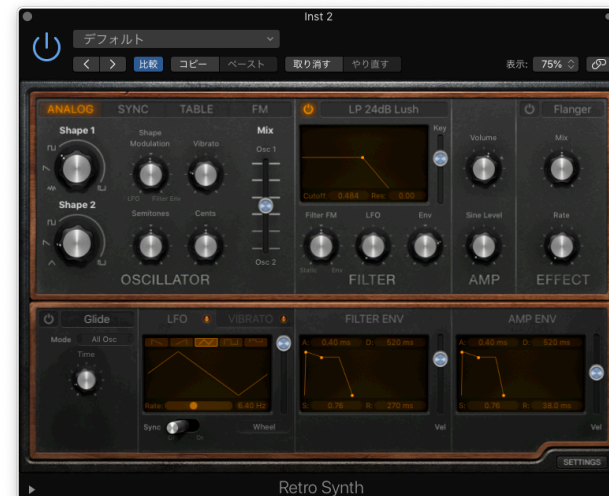 Inst 2
デフォルト
比較 コピー ペースト 取り消す やり直す 表示: 75%
ANALOG SYNC TABLE FM LP 24dB Lush Flanger
Shape 1 Shape Modulation Vibrato Mix Key Volume Mix
Osc 1
LFO Filter Env Cutoff: 0.484 Res: 0.00
Shape 2 Semitones Cents Filter FM LFO Env Sine Level Rate
Osc 2 Static Env
OSCILLATOR FILTER AMP EFFECT
Glide LFO VIBRATO FILTER ENV AMP ENV
Mode All Osc A: 0.40 ms D: 520 ms A: 0.40 ms D: 520 ms
Time
Rate: 6.40 Hz S: 0.76 R: 270 ms S: 0.76 R: 38.0 ms
Sync On Wheel Vel Vel
SETTINGS
Retro Synth